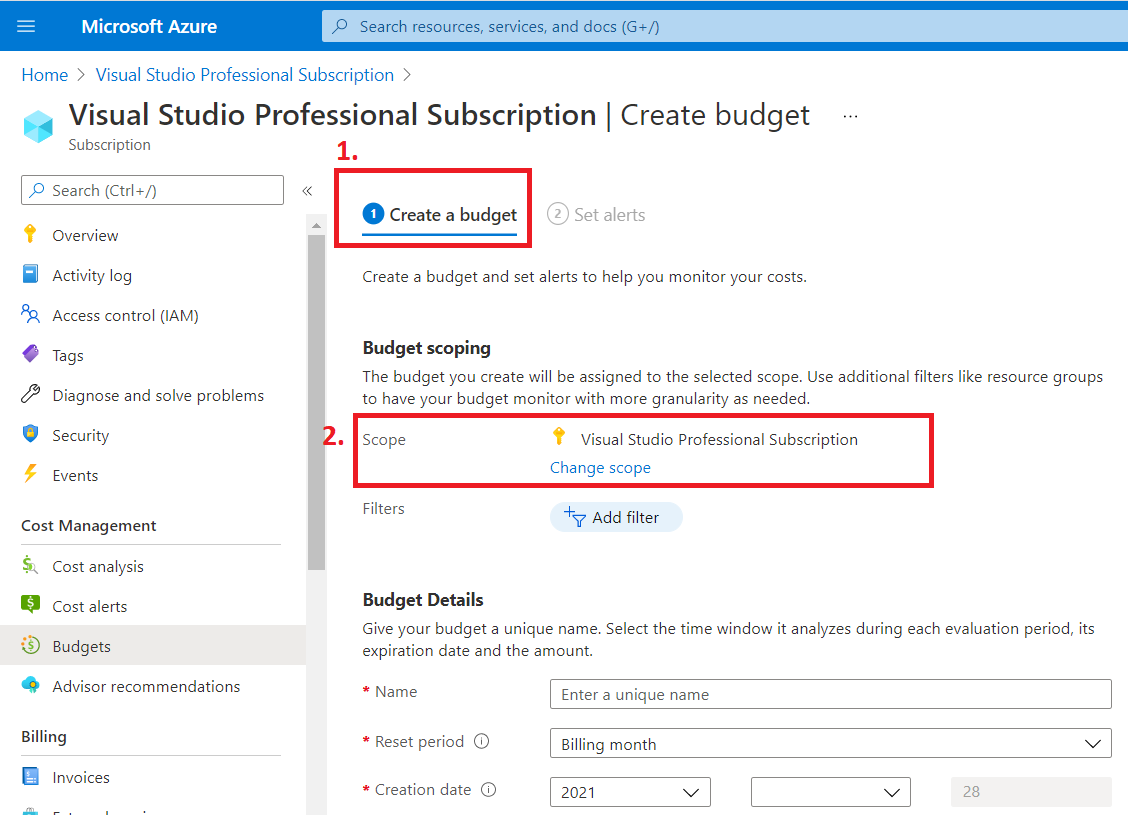 Microsoft Azure
Search resources, services, and docs (G+/)
Home > Visual Studio Professional Subscription >
Visual Studio Professional Subscription | Create budget ...
Subscription
1.
Search (Ctrl+/) «
Overview
Activity log
Access control (IAM)
Tags
Diagnose and solve problems
Security
Events
Cost Management
Cost analysis
Cost alerts
Budgets
Advisor recommendations
Billing
Invoices
1 Create a budget 2 Set alerts
Create a budget and set alerts to help you monitor your costs.
Budget scoping
The budget you create will be assigned to the selected scope. Use additional filters like resource groups
to have your budget monitor with more granularity as needed.
2.
Scope Visual Studio Professional Subscription
Change scope
Filters Add filter
Budget Details
Give your budget a unique name. Select the time window it analyzes during each evaluation period, its
expiration date and the amount.
* Name Enter a unique name
* Reset period Billing month
* Creation date 2021 28